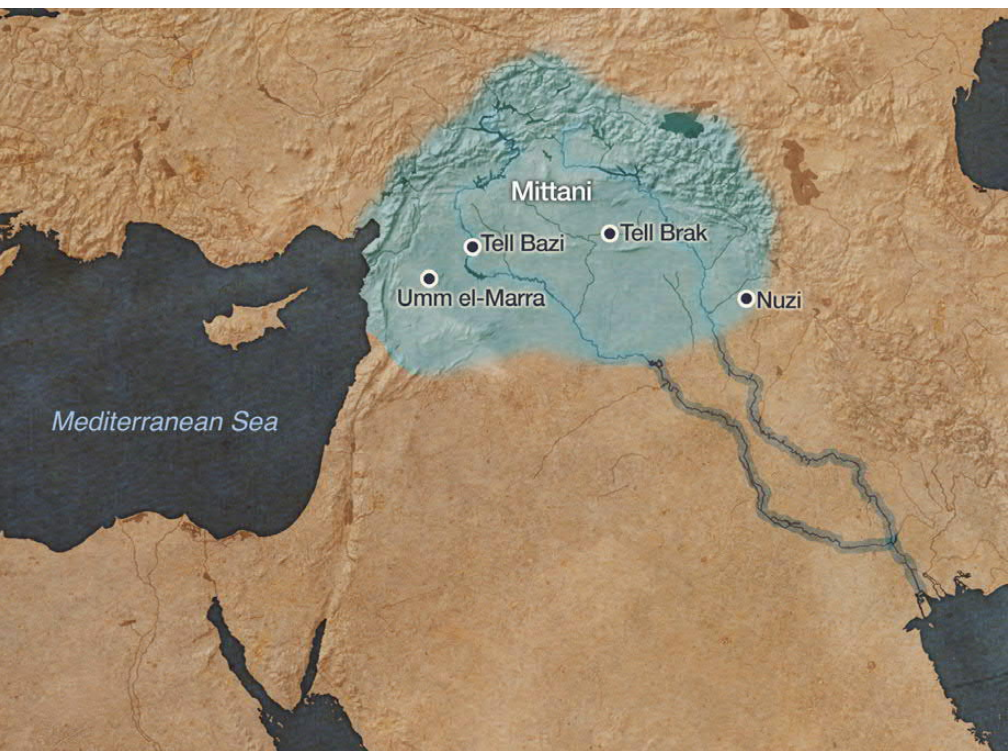 Mittani
Tell Brak
Tell Bazi
Umm el-Marra
Nuzi
Mediterranean Sea